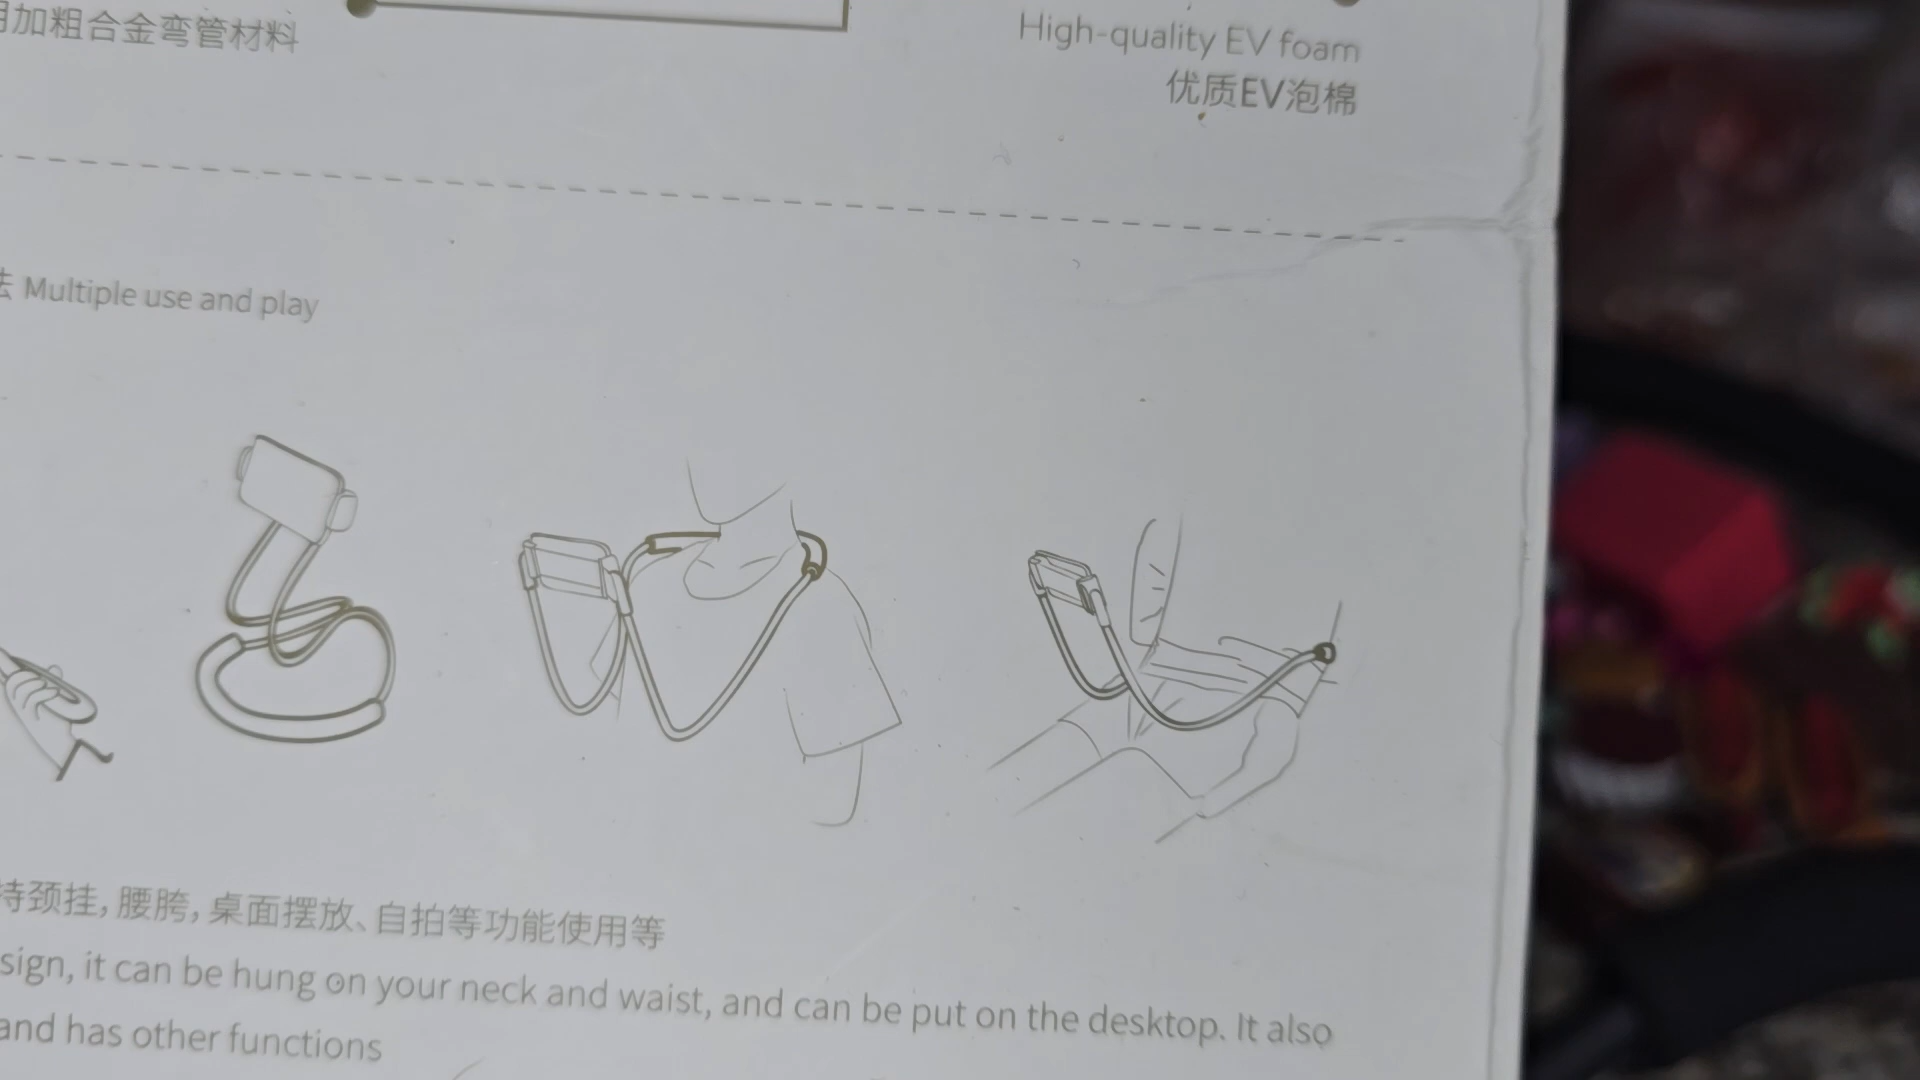 加粗合金弯管材料
High-quality EV foam
优质EV泡棉
Multiple use and play
持颈挂，腰胯，桌面摆放、自拍等功能使用等
sign, it can be hung on your neck and waist, and can be put on the desktop. It also
and has other functions